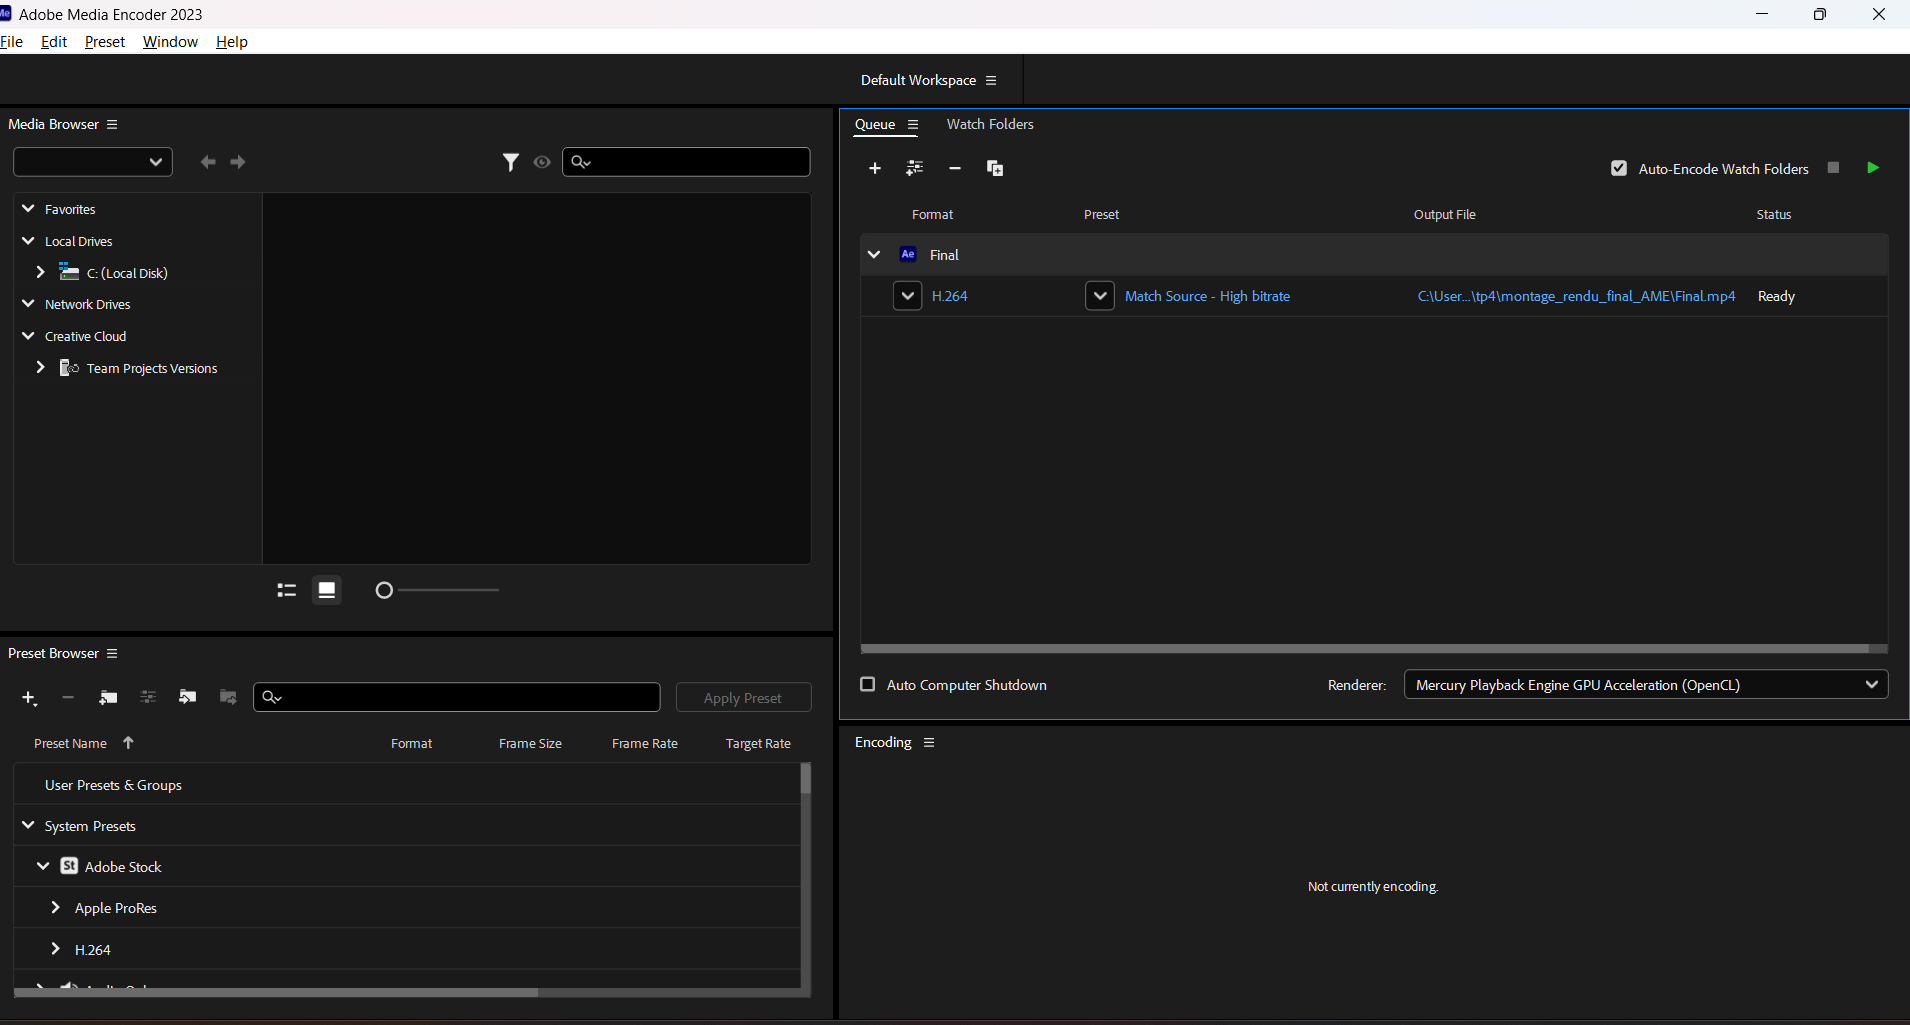 Me Adobe Media Encoder 2023
File Edit Preset Window Help
Default Workspace
Media Browser
Favorites
Local Drives
C: (Local Disk)
Network Drives
Creative Cloud
Team Projects Versions
Queue Watch Folders
Auto-Encode Watch Folders
Format Preset Output File Status
Ae Final
H.264 Match Source - High bitrate C:\User...\tp4\montage_rendu_final_AME\Final.mp4 Ready
Auto Computer Shutdown Renderer: Mercury Playback Engine GPU Acceleration (OpenCL)
Preset Browser
Apply Preset
Preset Name Format Frame Size Frame Rate Target Rate
User Presets & Groups
System Presets
St Adobe Stock
Apple ProRes
H.264
Encoding
Not currently encoding.